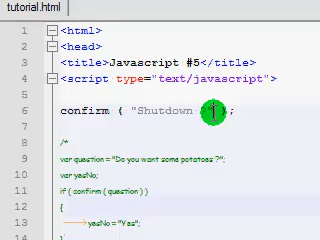 tutorial.html
1 <html>
2 <head>
3 <title>Javascript #5</title>
4 <script type="text/javascript">
5
6 confirm ( "Shutdown ?" );
7
8 /*
9 var question = "Do you want some potatoes ?";
10 var yesNo;
11 if ( confirm ( question ) )
12 {
13 yesNo = "Yes";
14